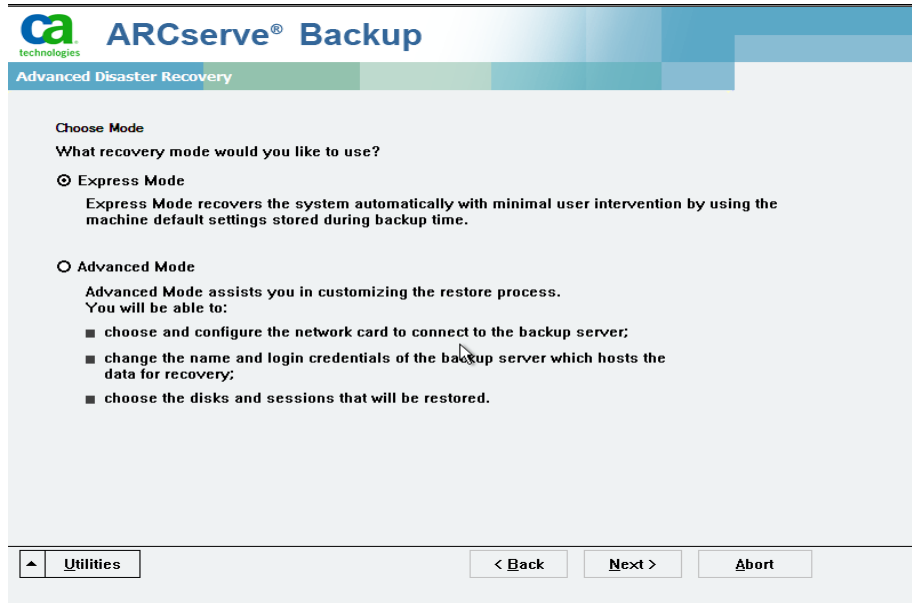 ca
technologies
ARCserve® Backup
Advanced Disaster Recovery
Choose Mode
What recovery mode would you like to use?
Express Mode
Express Mode recovers the system automatically with minimal user intervention by using the
machine default settings stored during backup time.
Advanced Mode
Advanced Mode assists you in customizing the restore process.
You will be able to:
choose and configure the network card to connect to the backup server;
change the name and login credentials of the backup server which hosts the
data for recovery;
choose the disks and sessions that will be restored.
Utilities
< Back
Next >
Abort